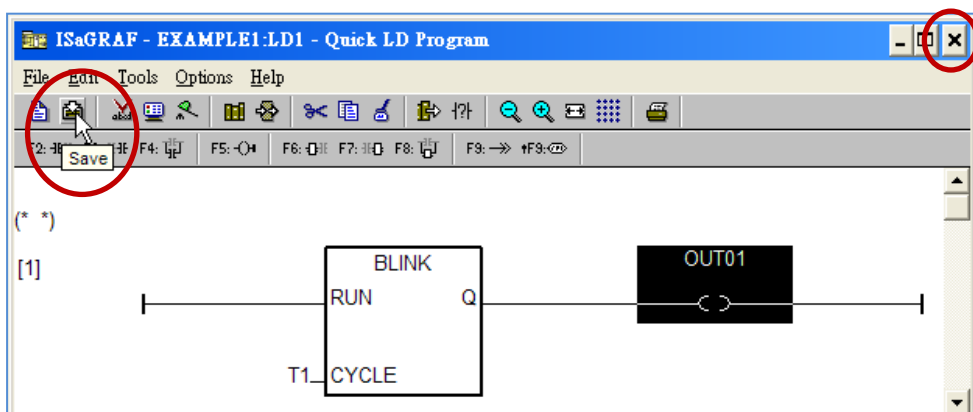 ISaGRAF - EXAMPLE1:LD1 - Quick LD Program
File Edit Tools Options Help
F2: F4: F5: F6: F7: F8: F9: F9:
Save
(* *)
[1]
BLINK
OUT01
RUN Q
T1 CYCLE